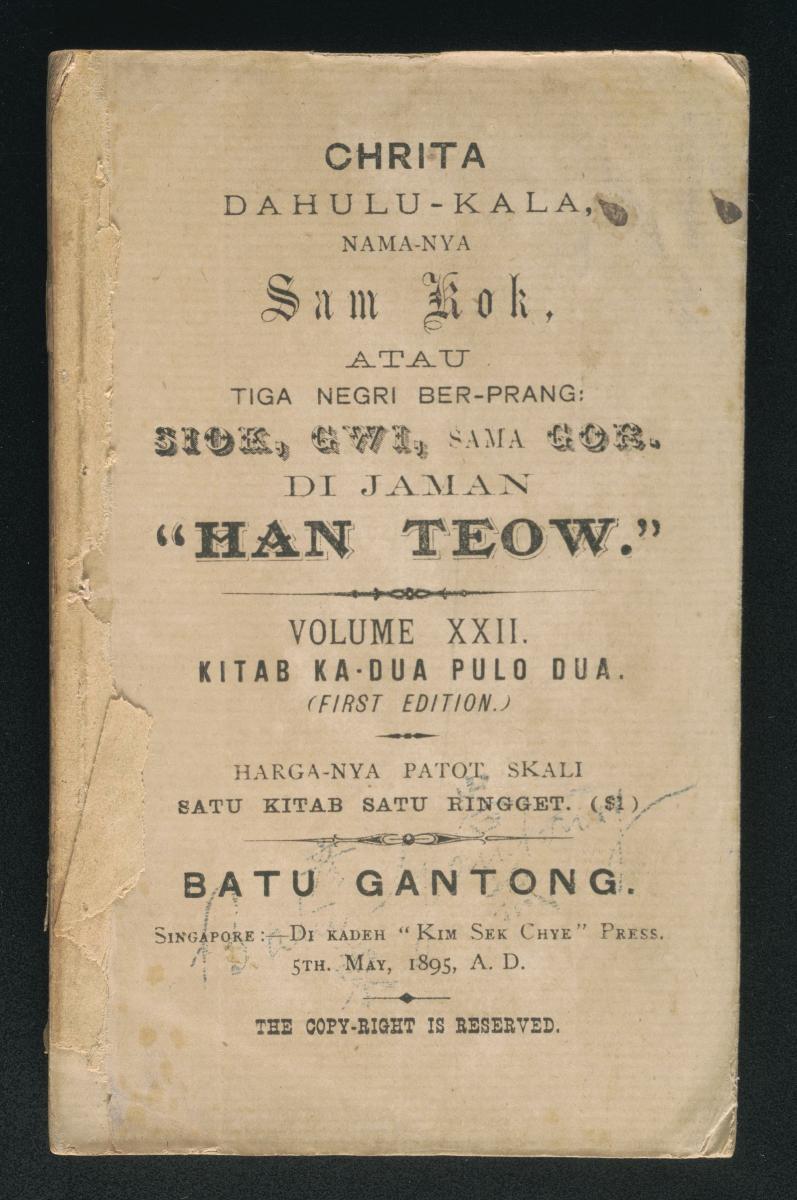 CHRITA
DAHULU-KALA,
NAMA-NYA
Sam Kok,
ATAU
TIGA NEGRI BER-PRANG:
SIOK, GWI, SAMA GOR.
DI JAMAN
"HAN TEOW."
VOLUME XXII.
KITAB KA-DUA PULO DUA.
(FIRST EDITION.)
HARGA-NYA PATOT SKALI
SATU KITAB SATU RINGGET. ($1)
BATU GANTONG.
SINGAPORE:—DI KADEH "KIM SEK CHYE" PRESS.
5TH. MAY, 1895, A. D.
THE COPY-RIGHT IS RESERVED.